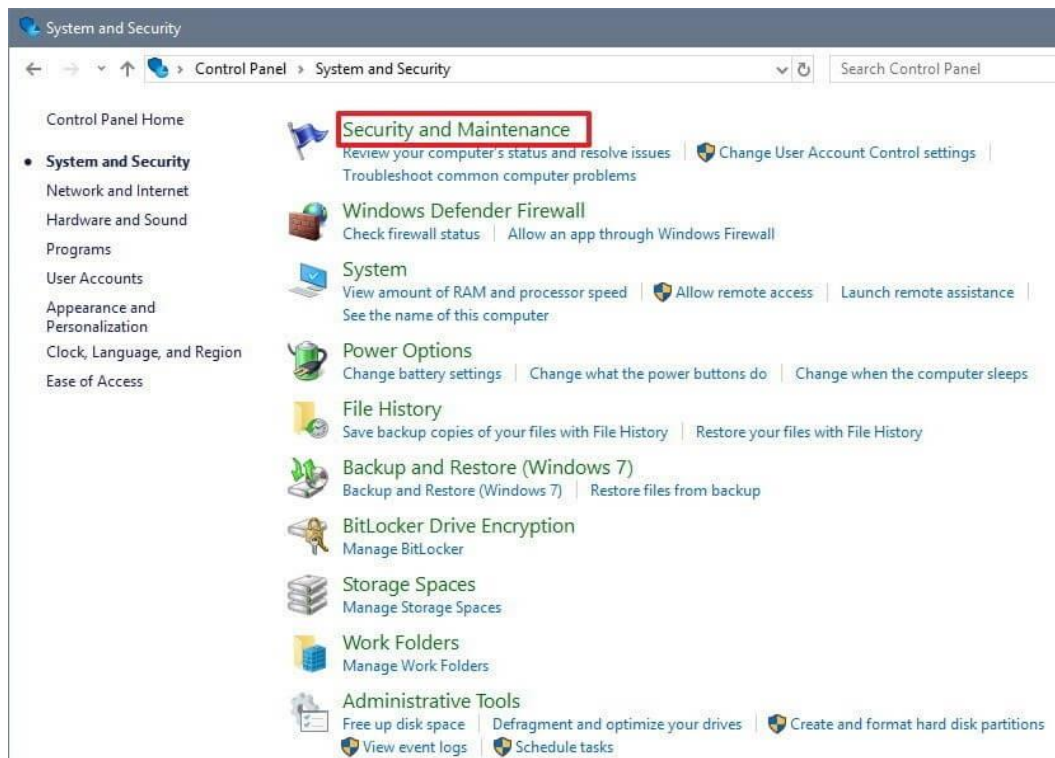 System and Security
Control Panel > System and Security
Search Control Panel
Control Panel Home
System and Security
Network and Internet
Hardware and Sound
Programs
User Accounts
Appearance and
Personalization
Clock, Language, and Region
Ease of Access
Security and Maintenance
Review your computer's status and resolve issues | Change User Account Control settings |
Troubleshoot common computer problems
Windows Defender Firewall
Check firewall status | Allow an app through Windows Firewall
System
View amount of RAM and processor speed | Allow remote access | Launch remote assistance |
See the name of this computer
Power Options
Change battery settings | Change what the power buttons do | Change when the computer sleeps
File History
Save backup copies of your files with File History | Restore your files with File History
Backup and Restore (Windows 7)
Backup and Restore (Windows 7) | Restore files from backup
BitLocker Drive Encryption
Manage BitLocker
Storage Spaces
Manage Storage Spaces
Work Folders
Manage Work Folders
Administrative Tools
Free up disk space | Defragment and optimize your drives | Create and format hard disk partitions
View event logs | Schedule tasks